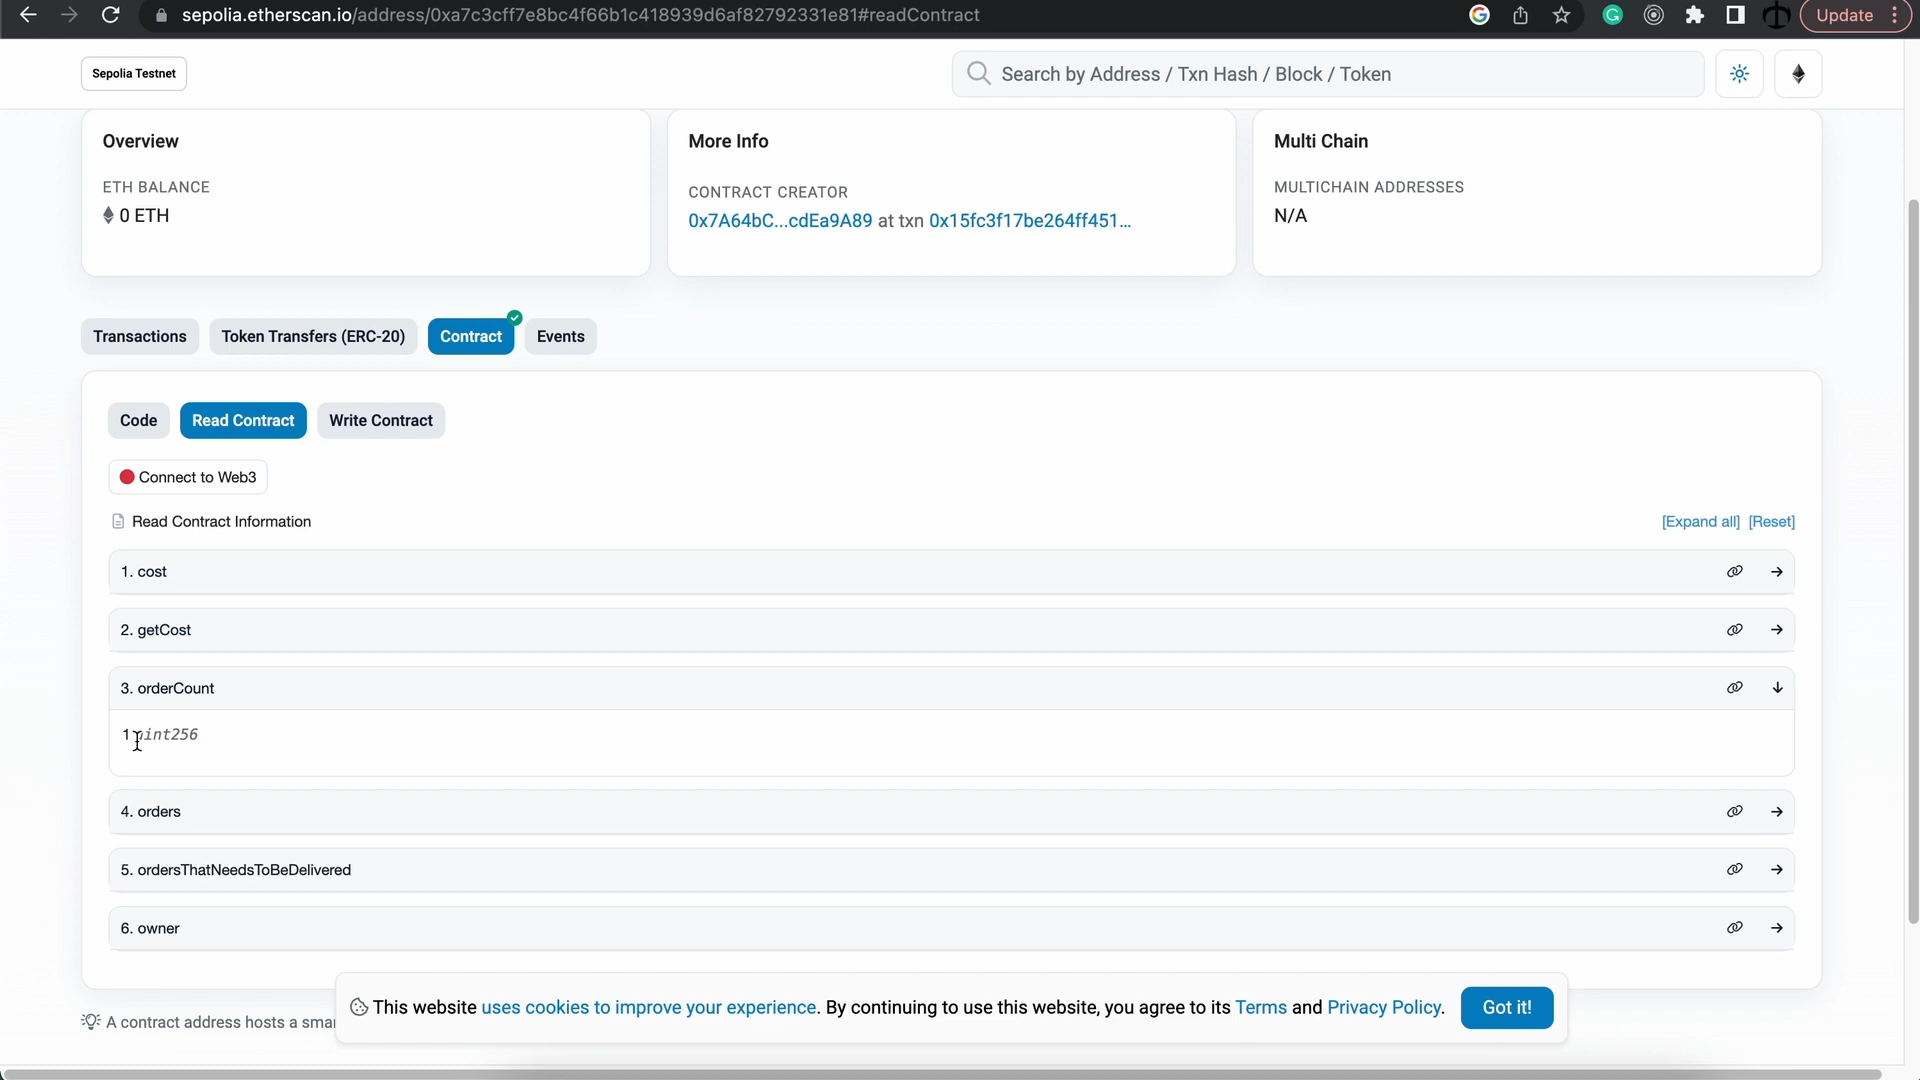 sepolia.etherscan.io/address/0xa7c3cff7e8bc4f66b1c418939d6af82792331e81#readContract
Update
Sepolia Testnet
Search by Address / Txn Hash / Block / Token
Overview
ETH BALANCE
0 ETH
More Info
CONTRACT CREATOR
0x7A64bC...cdEa9A89 at txn 0x15fc3f17be264ff451...
Multi Chain
MULTICHAIN ADDRESSES
N/A
Transactions
Token Transfers (ERC-20)
Contract
Events
Code
Read Contract
Write Contract
Connect to Web3
Read Contract Information
[Expand all] [Reset]
1. cost
2. getCost
3. orderCount
1 uint256
4. orders
5. ordersThatNeedsToBeDelivered
6. owner
This website uses cookies to improve your experience. By continuing to use this website, you agree to its Terms and Privacy Policy.
Got it!
A contract address hosts a